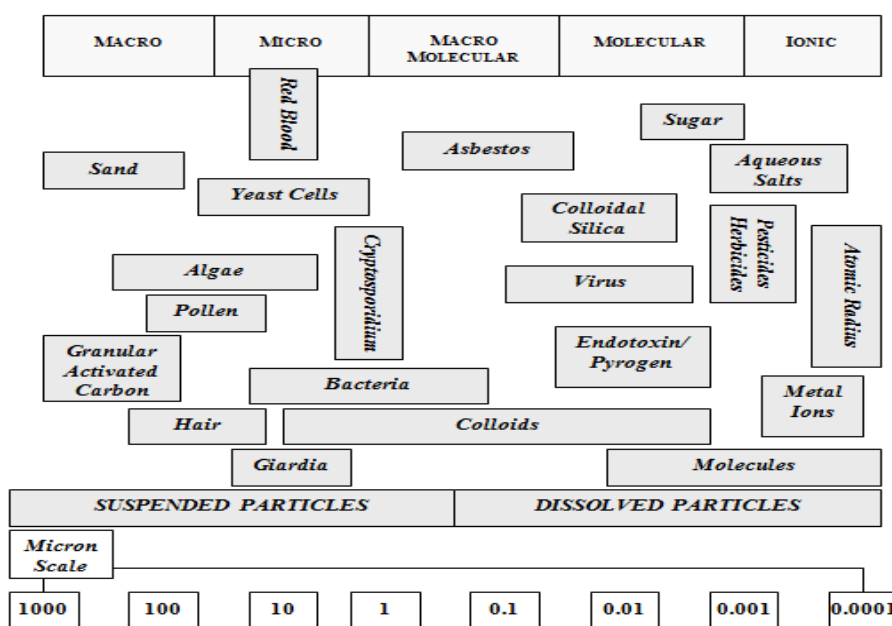 MACRO
MICRO
MACRO
MOLECULAR
MOLECULAR
IONIC
Red Blood
Sugar
Asbestos
Aqueous
Salts
Sand
Yeast Cells
Colloidal
Silica
Pesticides
Herbicides
Cryptosporidium
Atomic Radius
Algae
Virus
Pollen
Endotoxin/
Pyrogen
Granular
Activated
Carbon
Bacteria
Metal
Ions
Hair
Colloids
Giardia
Molecules
SUSPENDED PARTICLES
DISSOLVED PARTICLES
Micron
Scale
1000
100
10
1
0.1
0.01
0.001
0.0001